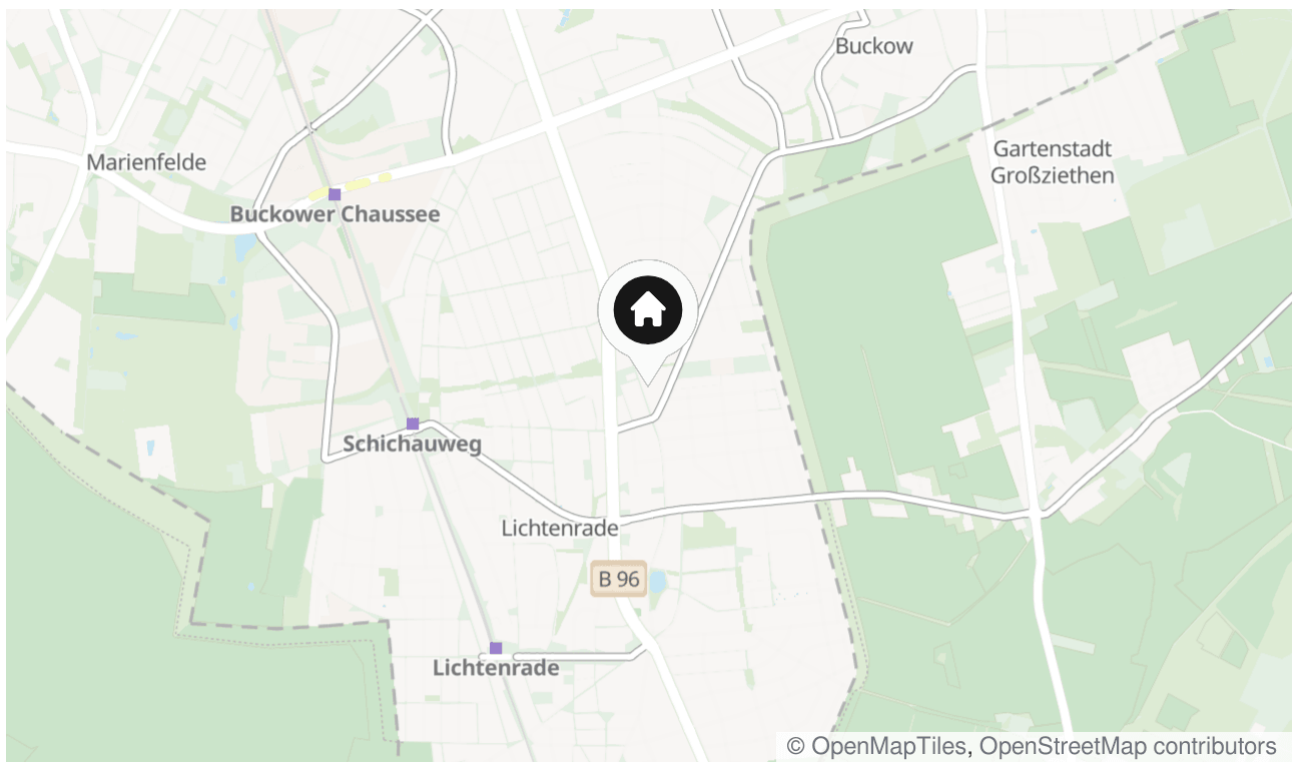 Buckow
Marienfelde
Gartenstadt
Großziethen
Buckower Chaussee
Schichauweg
Lichtenrade
B 96
Lichtenrade
© OpenMapTiles, OpenStreetMap contributors